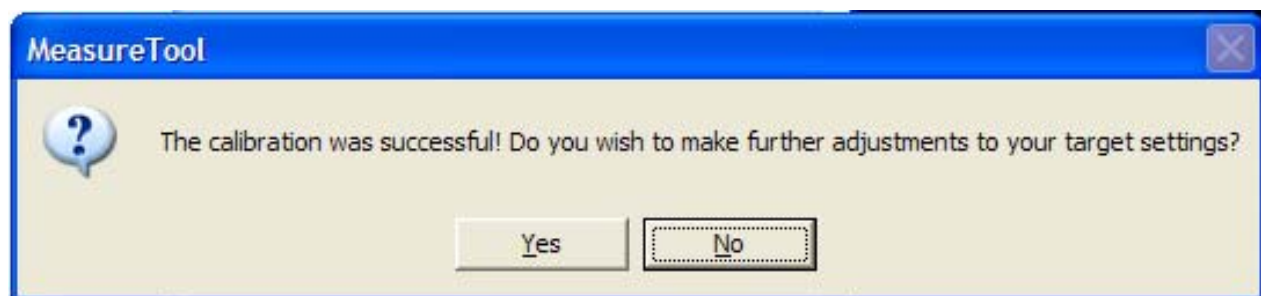 MeasureTool
?
The calibration was successful! Do you wish to make further adjustments to your target settings?
Yes
No